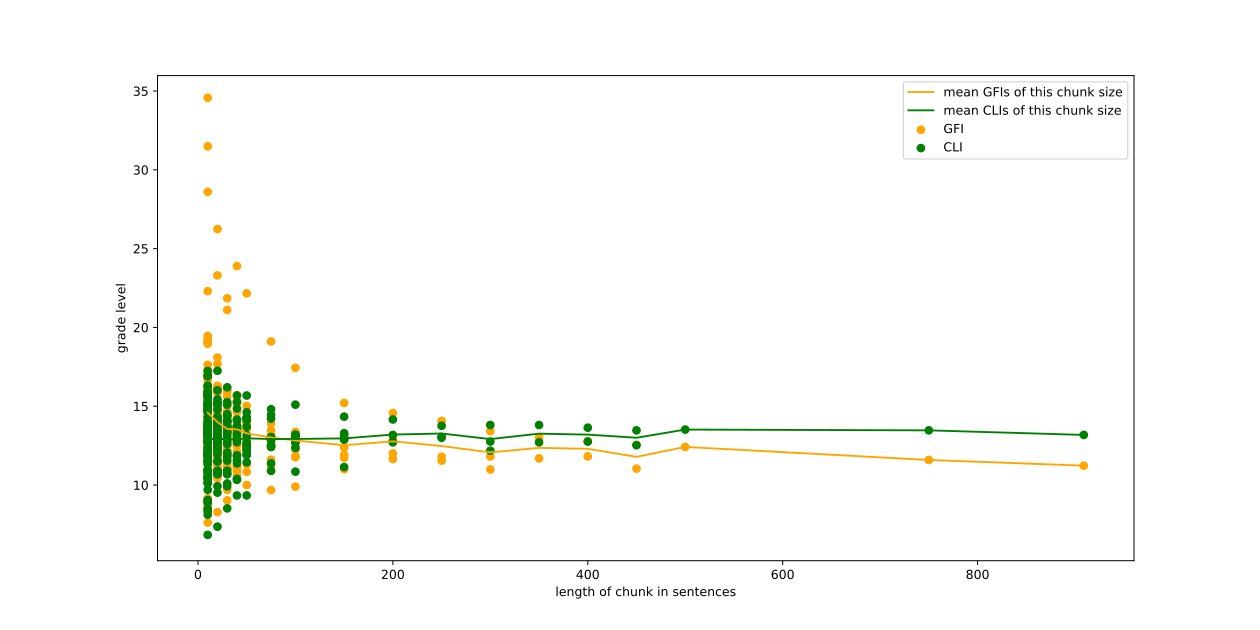 mean GFIs of this chunk size
mean CLIs of this chunk size
GFI
CLI
35
30
25
20
15
10
grade level
0
200
400
600
800
length of chunk in sentences